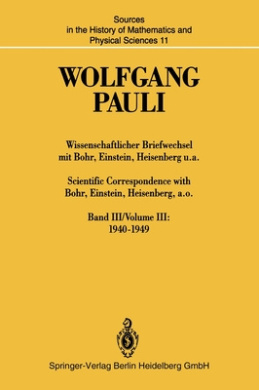 Sources
in the History of Mathematics and
Physical Sciences 11
WOLFGANG
PAULI
Wissenschaftlicher Briefwechsel
mit Bohr, Einstein, Heisenberg u.a.
Scientific Correspondence with
Bohr, Einstein, Heisenberg, a.o.
Band III/Volume III:
1940-1949
Springer-Verlag Berlin Heidelberg GmbH